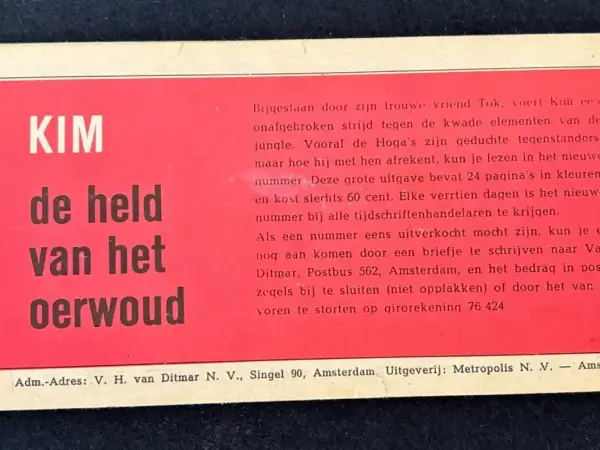 KIM
de held
van het
oerwoud
Bijgestaan door zijn trouwe vriend Tuk, voert Kim
onafgebroken strijd tegen de kwade elementen van de
jungle. Vooraf de Hoga's zijn geduchte tegenstanders
maar hoe hij met hen afrekent, kun je lezen in het nieuwe
nummer. Deze grote uitgave bevat 24 pagina's in kleuren
en kost slechts 60 cent. Elke verrtien dagen is het nieuw
nummer bij alle tijdschriftenhandelaren te krijgen.
Als een nummer eens uitverkocht mocht zijn, kun je e
nog aan komen door een briefje te schrijven naar Va
Ditmar, Postbus 562, Amsterdam, en het bedrag in pos
zegels bij te sluiten (niet opplakken) of door het van
voren te storten op girorekening 76 424
Adm.-Adres: V. H. van Ditmar N. V., Singel 90, Amsterdam. Uitgeverij: Metropolis N. V. — Ams